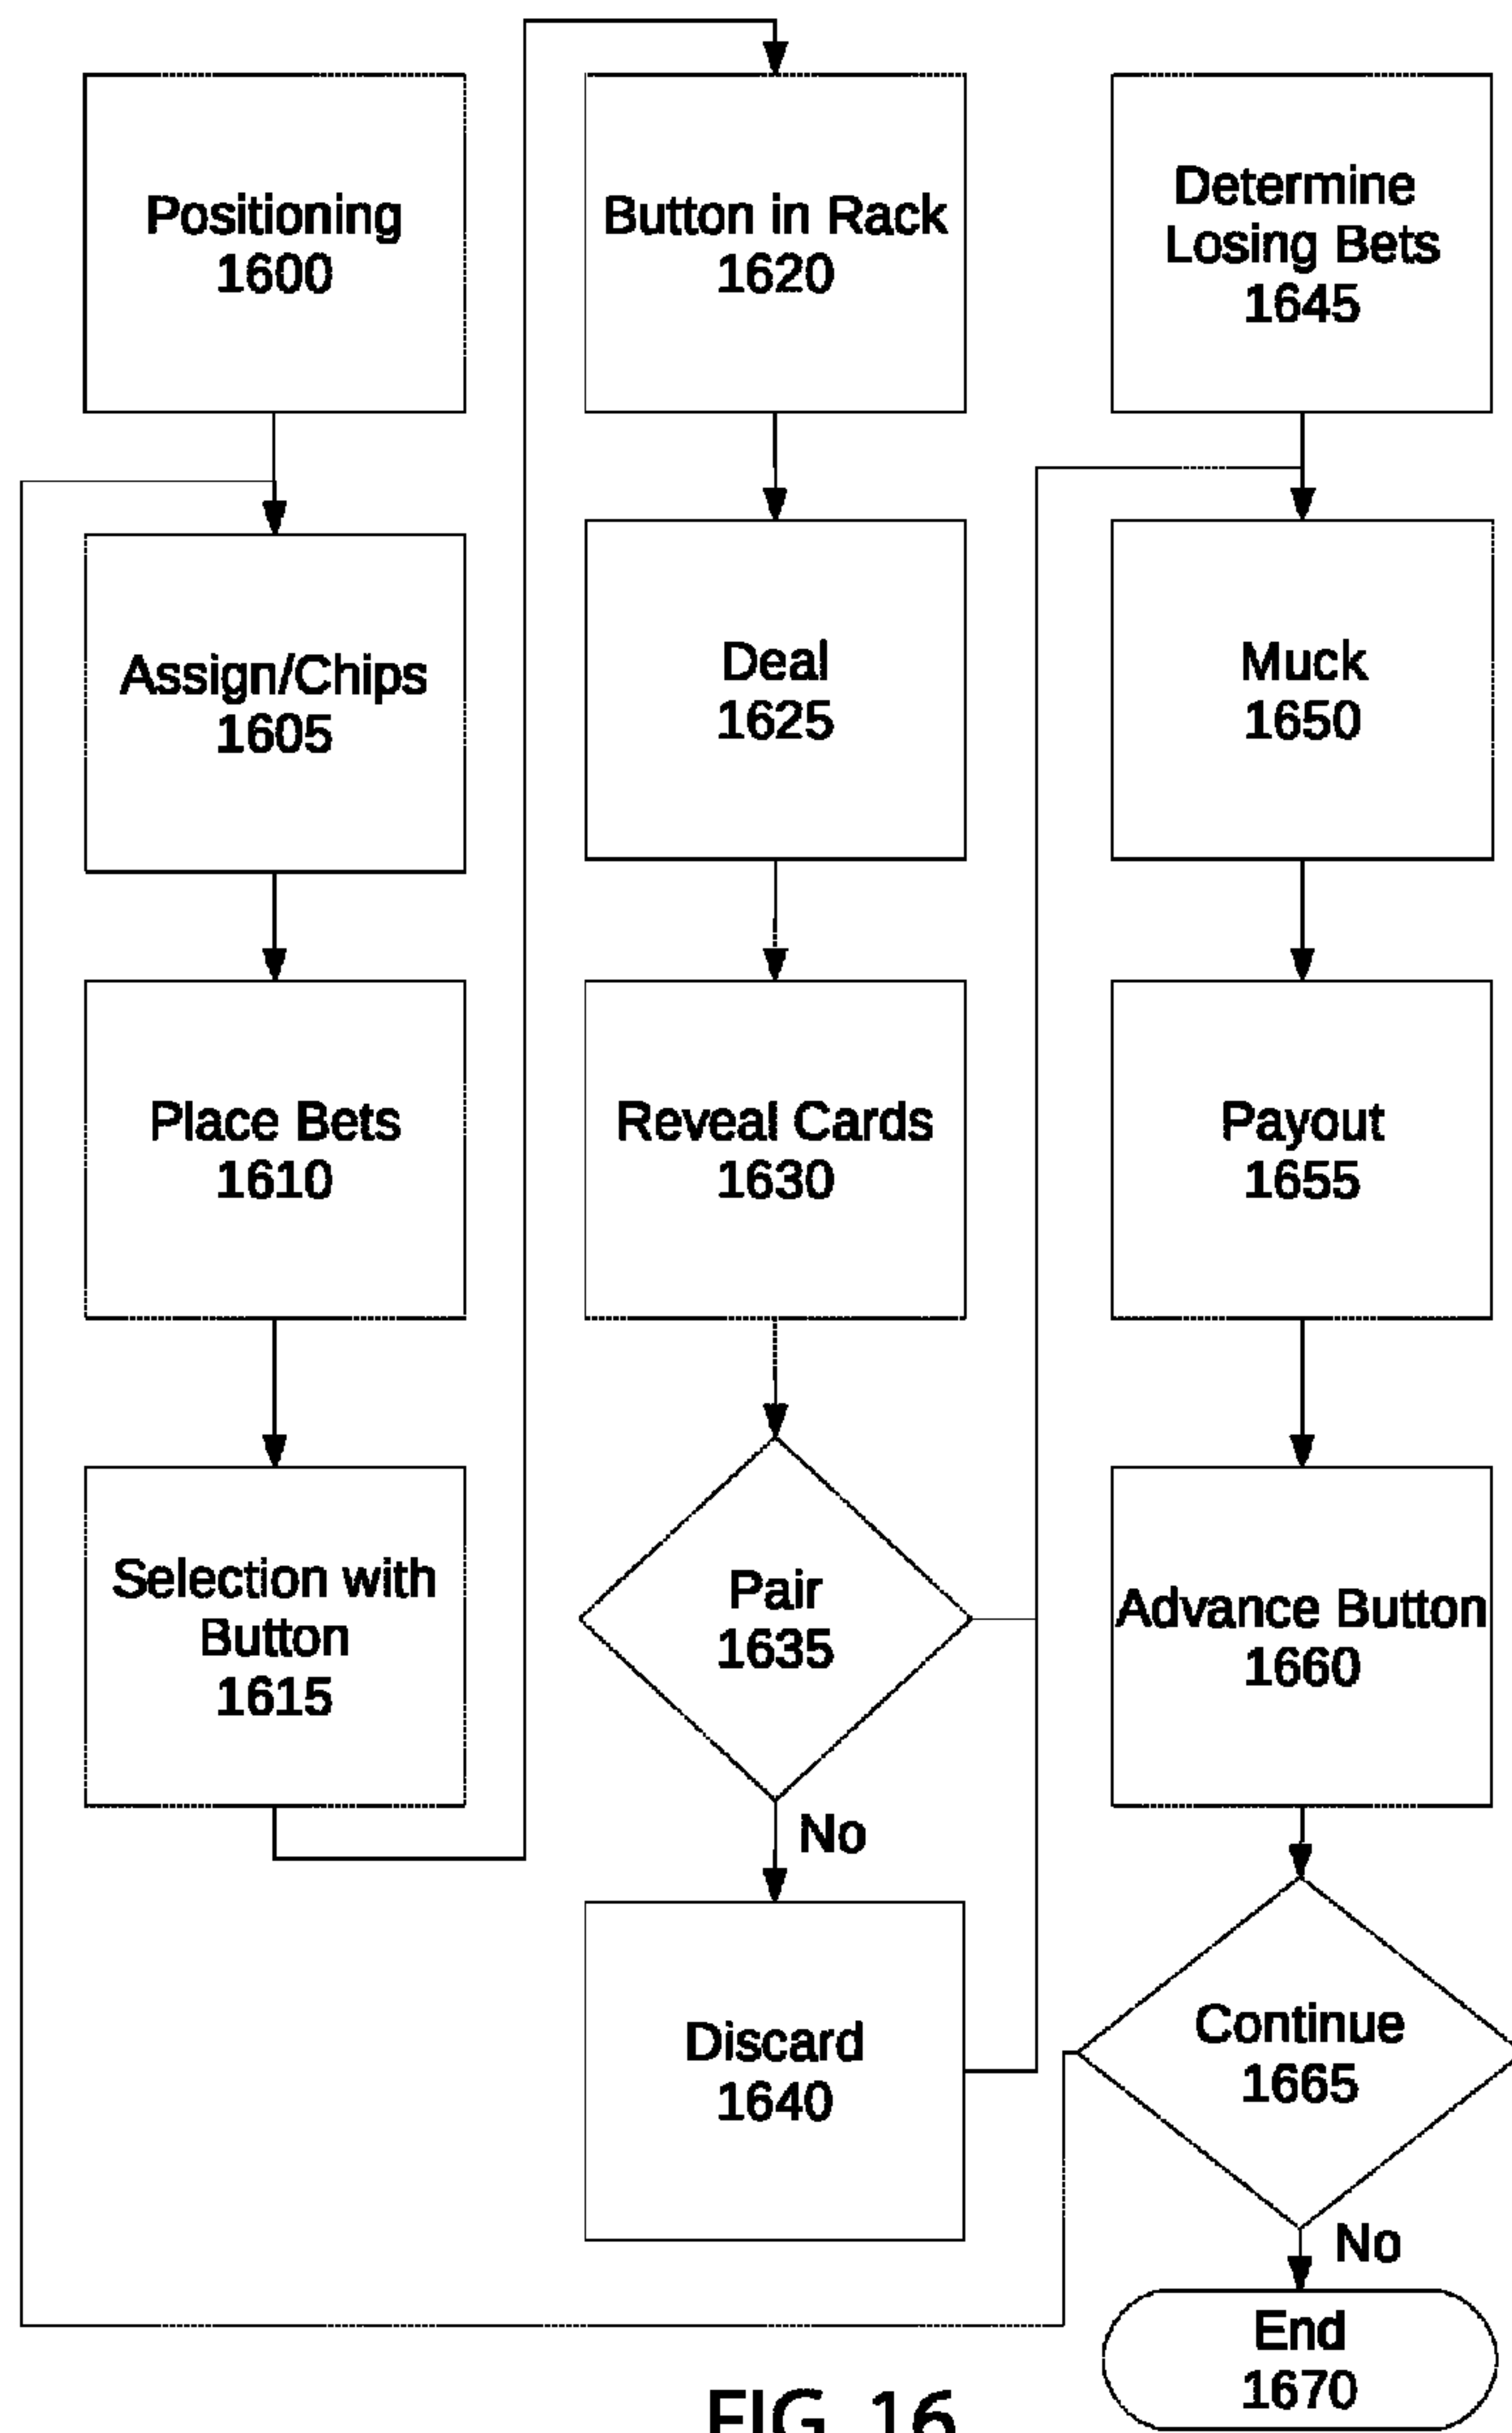 Positioning
1600
Assign/Chips
1605
Place Bets
1610
Selection with
Button
1615
Button in Rack
1620
Deal
1625
Reveal Cards
1630
Pair
1635
No
Discard
1640
Determine
Losing Bets
1645
Muck
1650
Payout
1655
Advance Button
1660
Continue
1665
No
End
1670
FIG. 16